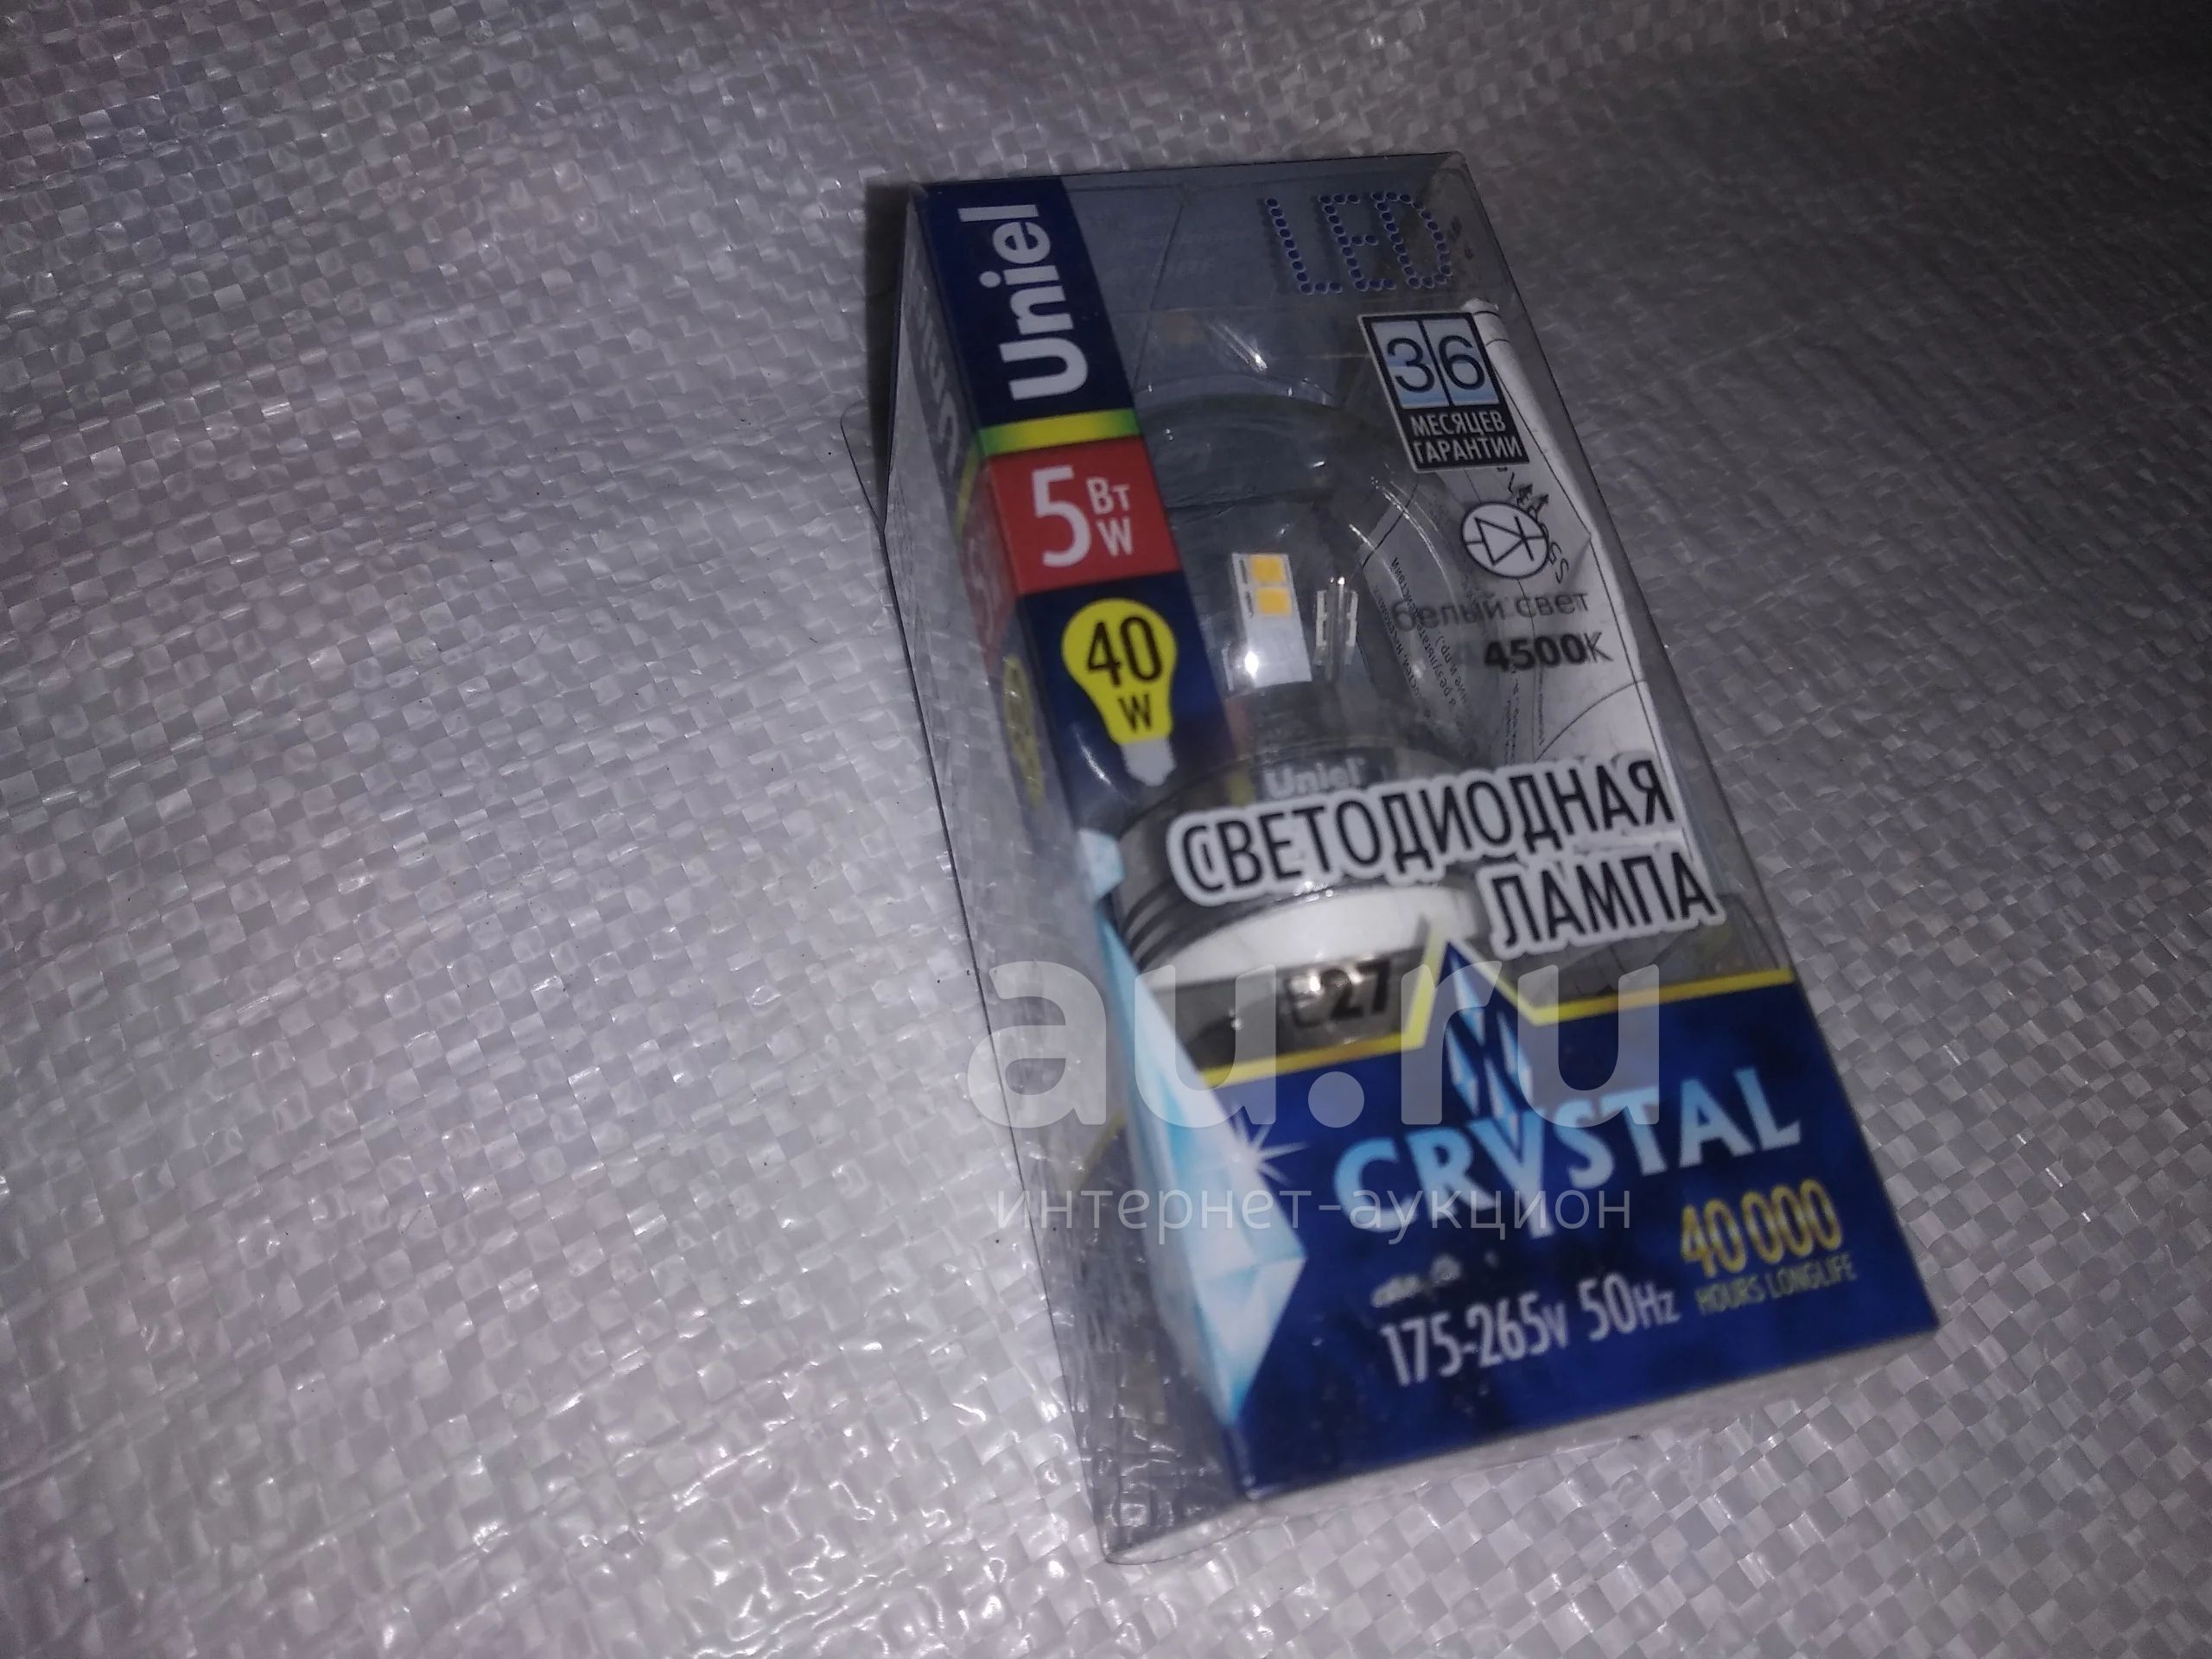 Uniel
LED
36
МЕСЯЦЕВ
ГАРАНТИИ
5 Вт
W
40
W
белый свет
4500K
Uniel
СВЕТОДИОДНАЯ
ЛАМПА
E27
au.ru
CRYSTAL
интернет-аукцион
40 000
HOURS LONGLIFE
175-265V 50Hz